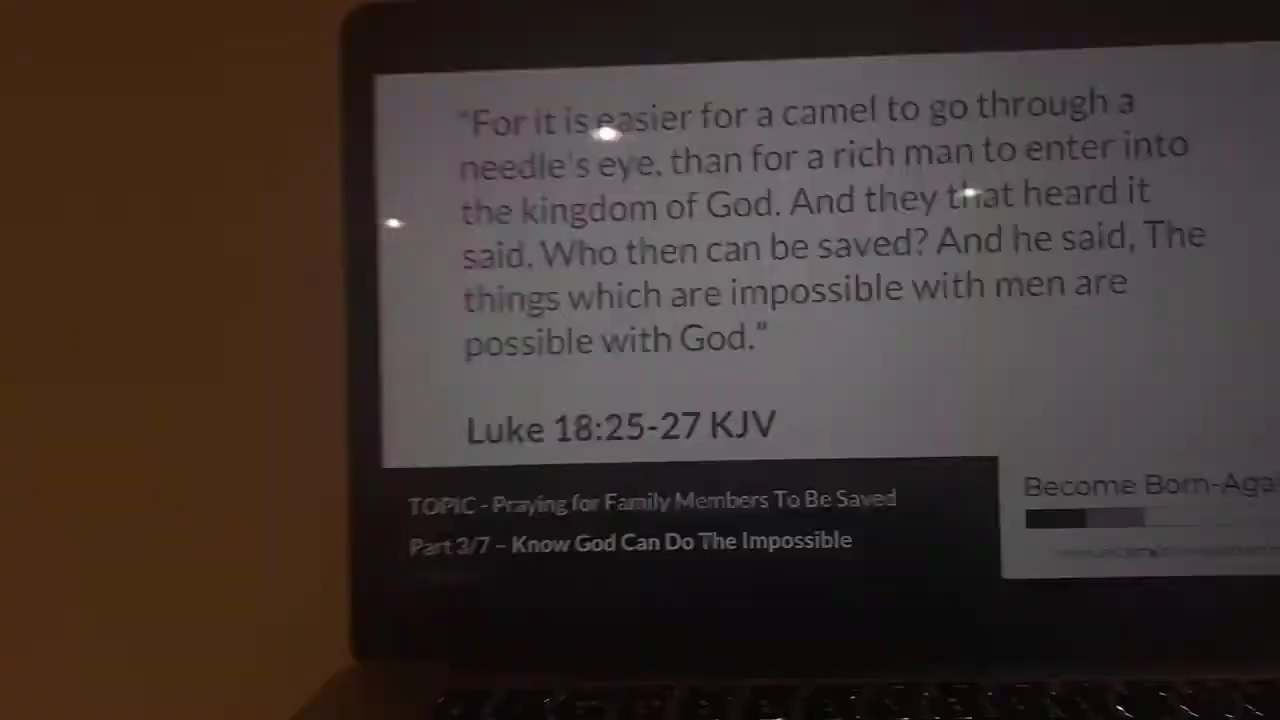 "For it is easier for a camel to go through a
needle's eye, than for a rich man to enter into
the kingdom of God. And they that heard it
said, Who then can be saved? And he said, The
things which are impossible with men are
possible with God."
Luke 18:25-27 KJV
TOPIC - Praying for Family Members To Be Saved
Part 3/7 – Know God Can Do The Impossible
Become Born-Aga